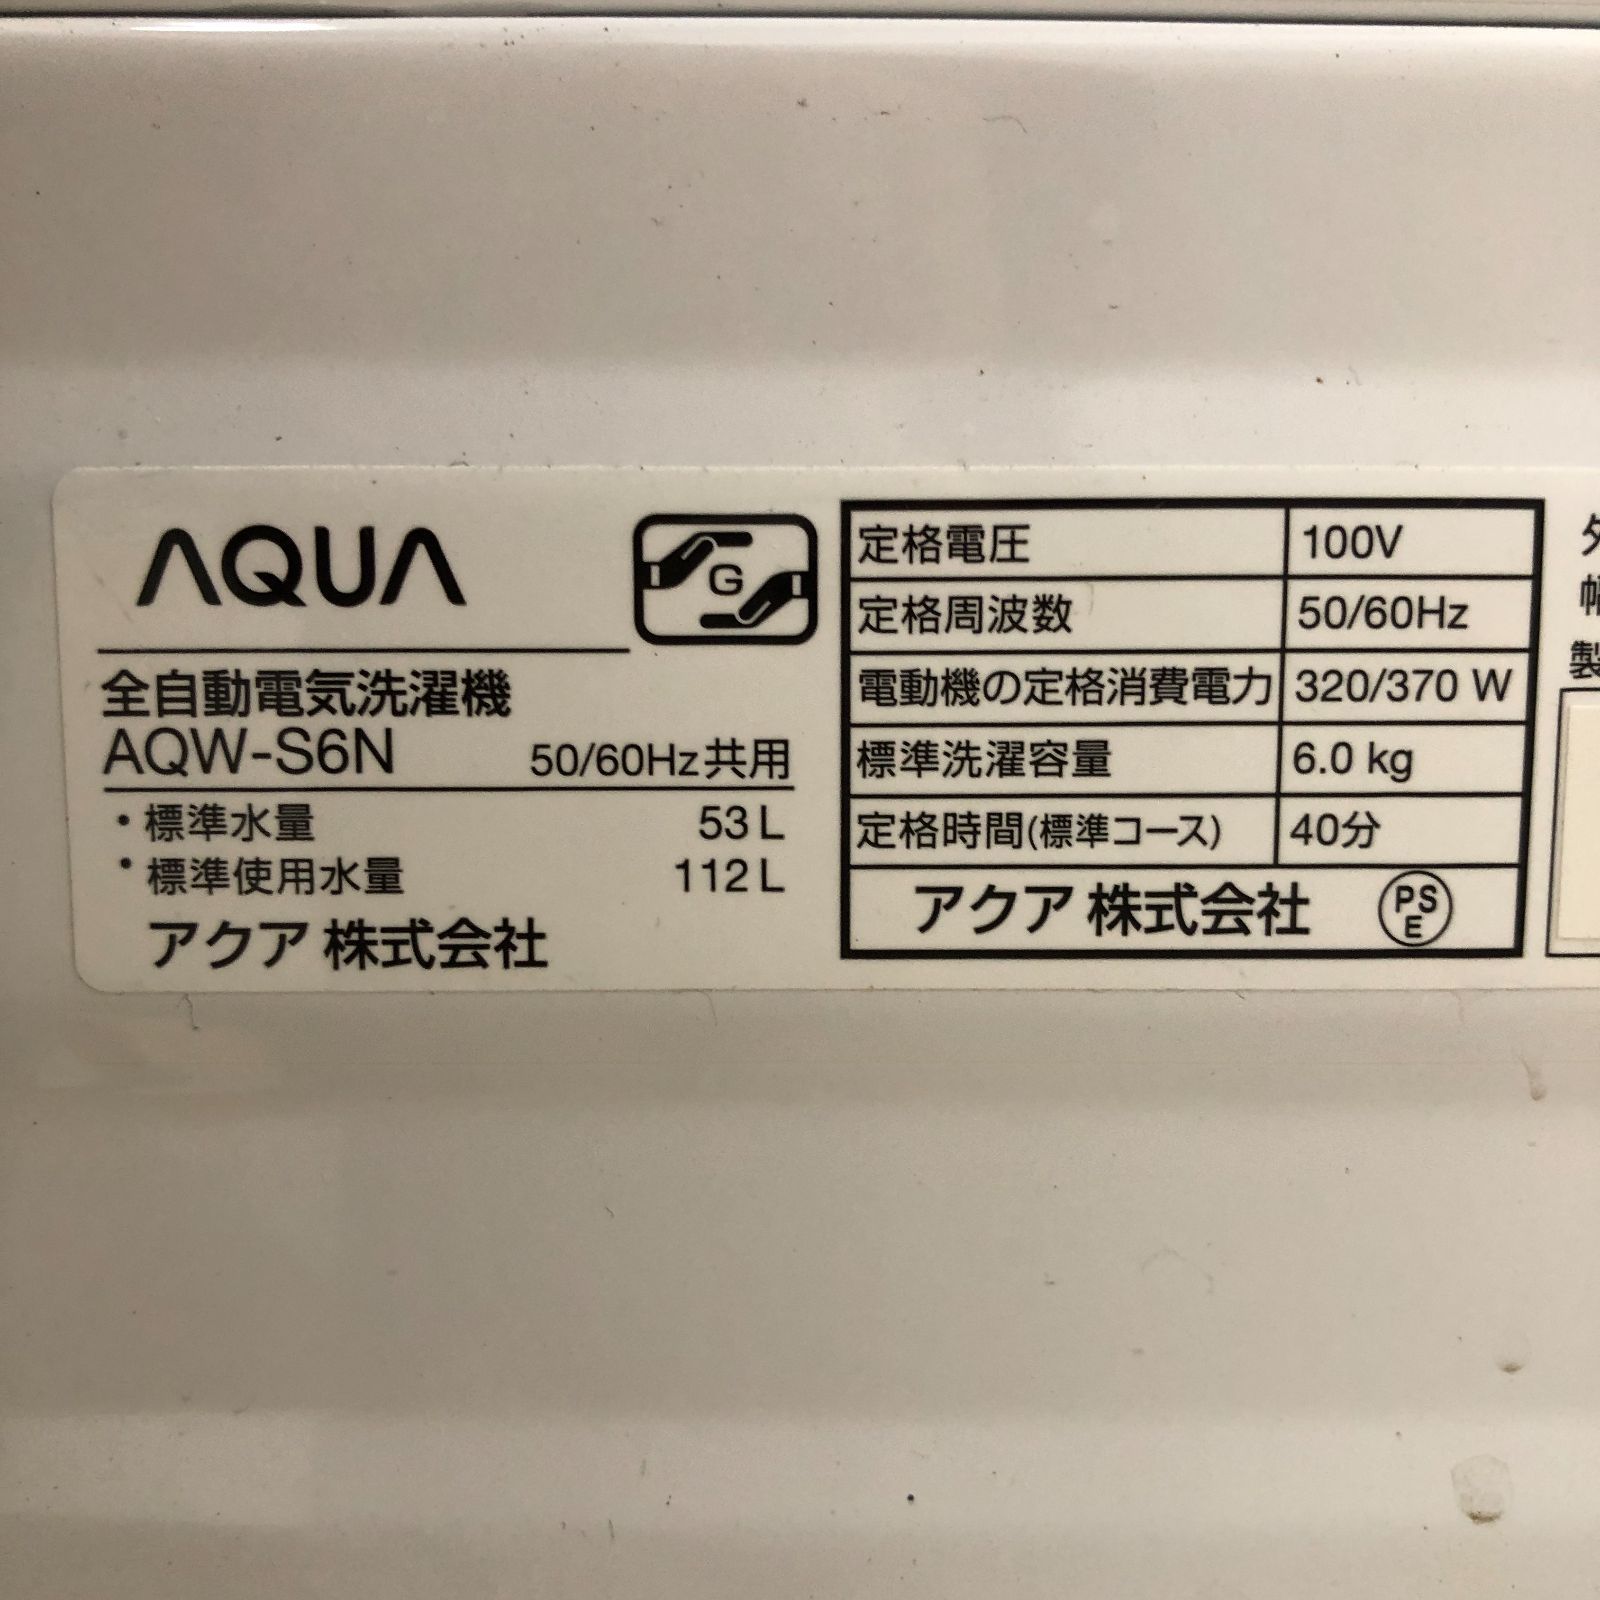 AQUA
G
全自動電気洗濯機
AQW-S6N 50/60Hz共用
・標準水量 53L
・標準使用水量 112L
アクア 株式会社
定格電圧 100V
定格周波数 50/60Hz
電動機の定格消費電力 320/370 W
標準洗濯容量 6.0 kg
定格時間(標準コース) 40分
アクア 株式会社 PSE
製